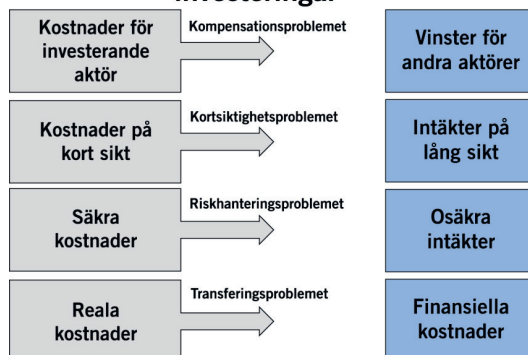 Kostnader för
investerande
aktör
Kompensationsproblemet
Vinster för
andra aktörer
Kostnader på
kort sikt
Kortsiktighetsproblemet
Intäkter på
lång sikt
Säkra
kostnader
Riskhanteringsproblemet
Osäkra
intäkter
Reala
kostnader
Transfereringsproblemet
Finansiella
kostnader